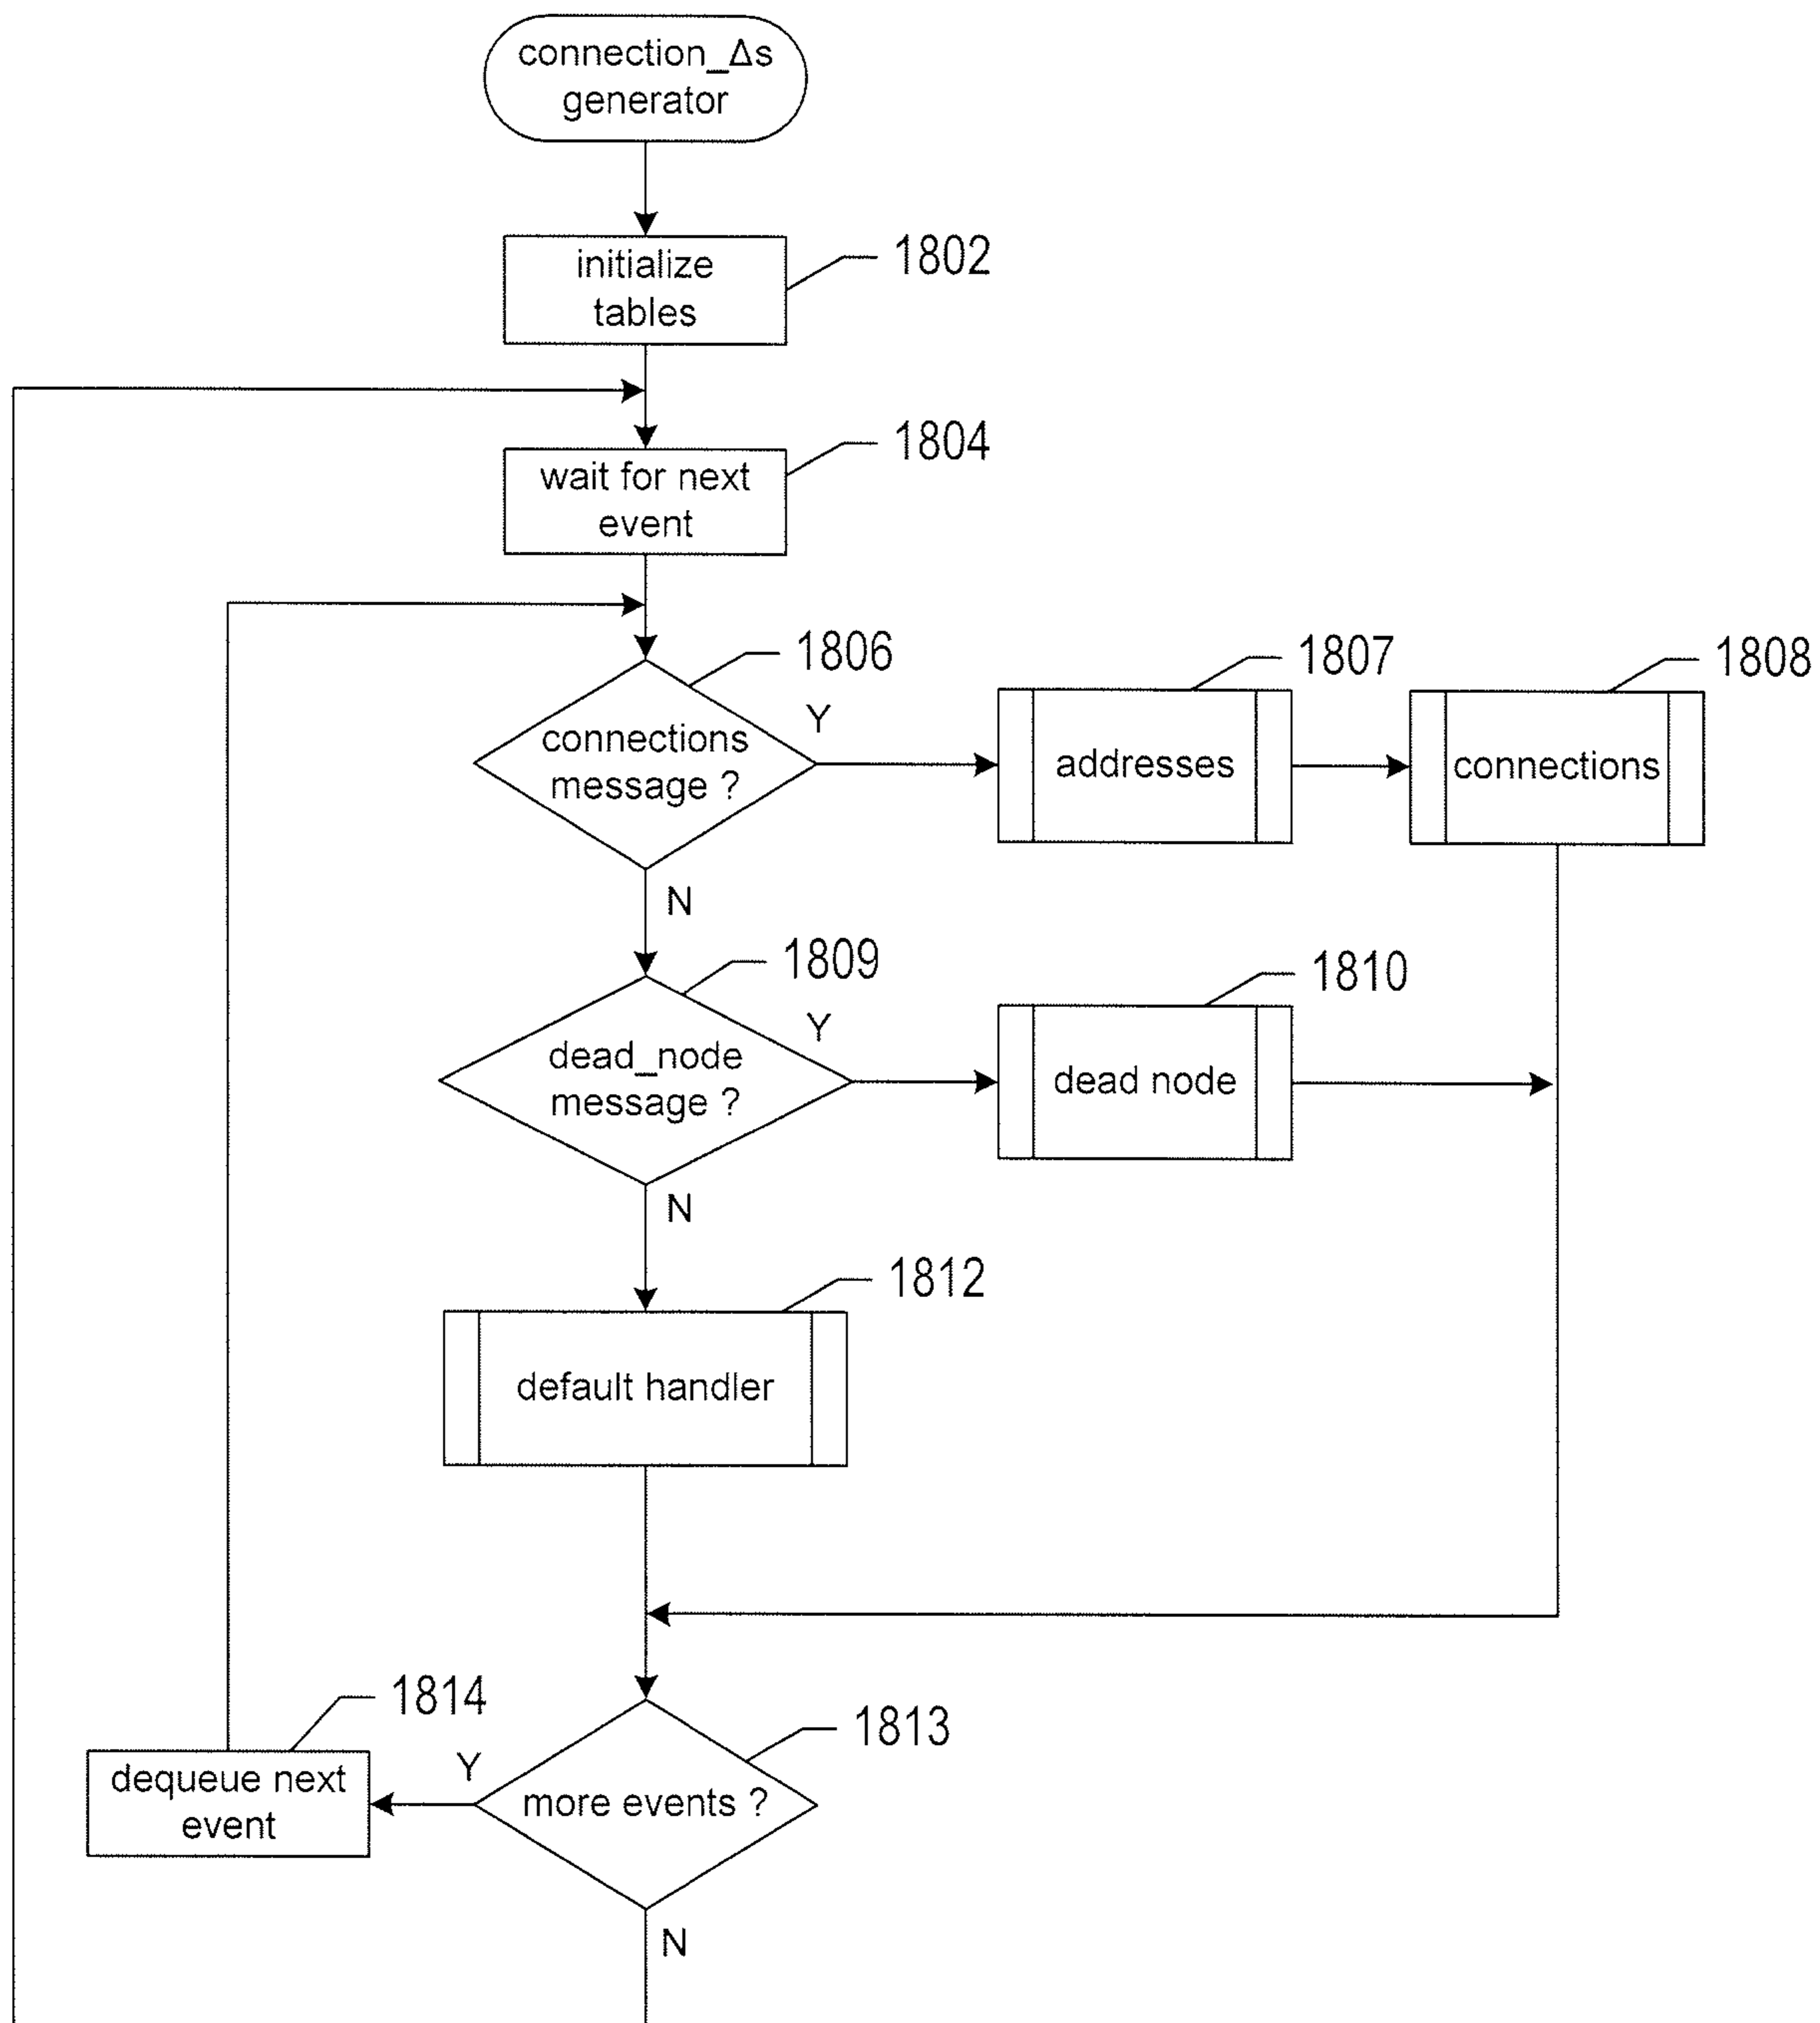 connection_Δs
generator
initialize
tables
1802
wait for next
event
1804
connections
message ?
1806
Y
addresses
1807
connections
1808
N
dead_node
message ?
1809
Y
dead node
1810
N
default handler
1812
more events ?
1813
Y
dequeue next
event
1814
N